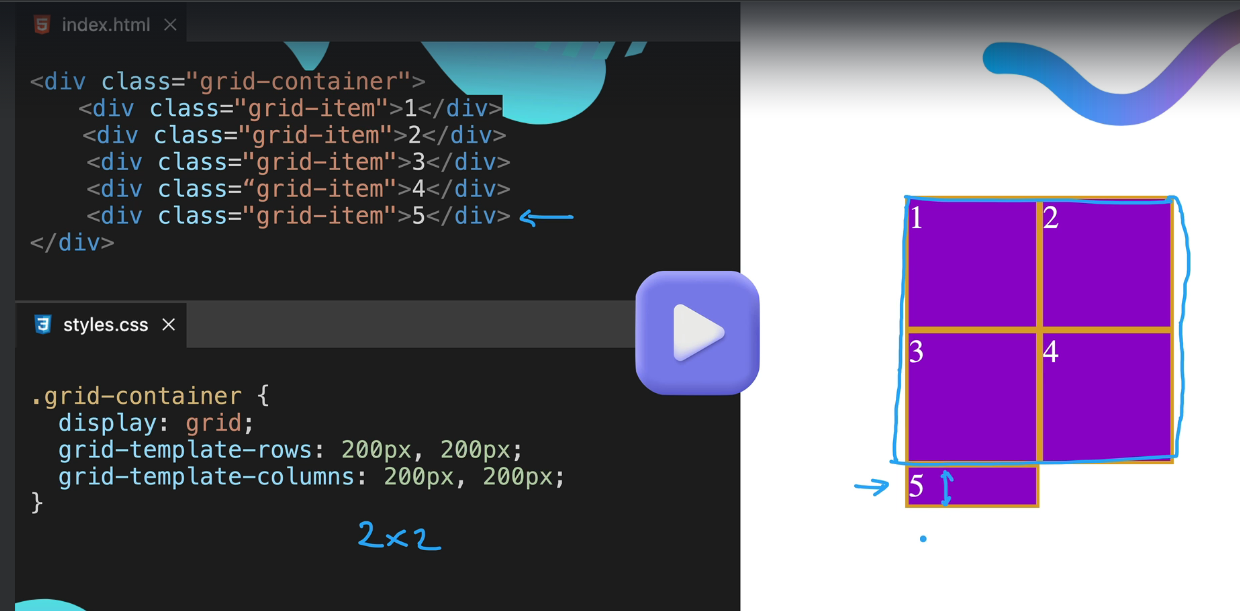 index.html ×
<div class="grid-container">
<div class="grid-item">1</div>
<div class="grid-item">2</div>
<div class="grid-item">3</div>
<div class="grid-item">4</div>
<div class="grid-item">5</div>
</div>
styles.css ×
.grid-container {
display: grid;
grid-template-rows: 200px, 200px;
grid-template-columns: 200px, 200px;
}
2x2
1 2
3 4
5